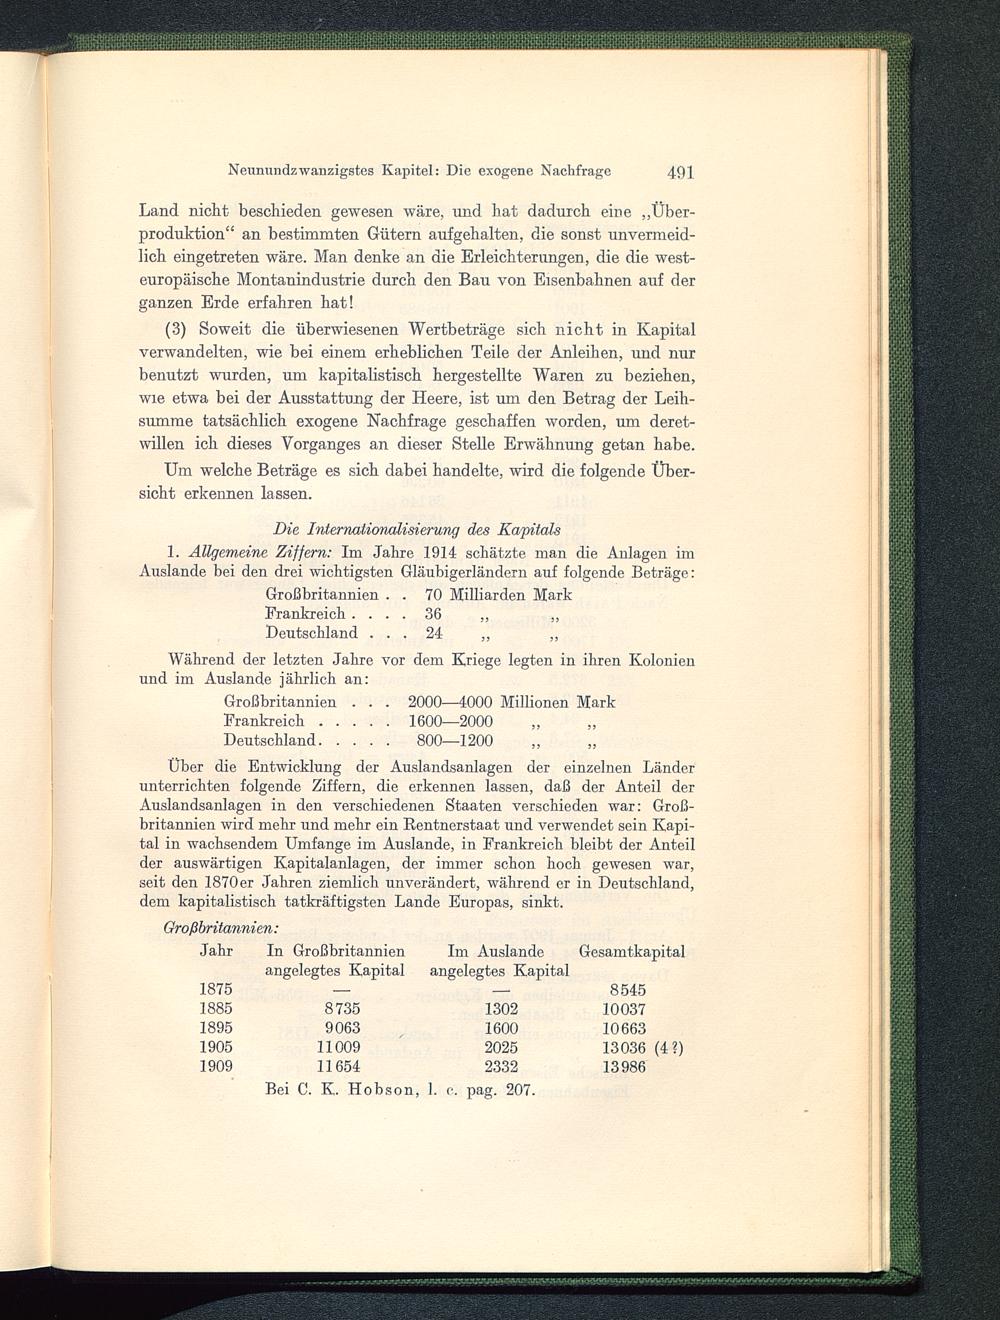 Neunundzwanzigstes Kapitel: Die exogene Nachfrage 491
Land nicht beschieden gewesen wäre, und hat dadurch eine „Über-
produktion“ an bestimmten Gütern aufgehalten, die sonst unvermeid-
lich eingetreten wäre. Man denke an die Erleichterungen, die die west-
europäische Montanindustrie durch den Bau von Eisenbahnen auf der
ganzen Erde erfahren hat!
(3) Soweit die überwiesenen Wertbeträge sich nicht in Kapital
verwandelten, wie bei einem erheblichen Teile der Anleihen, und nur
benutzt wurden, um kapitalistisch hergestellte Waren zu beziehen,
wie etwa bei der Ausstattung der Heere, ist um den Betrag der Leih-
summe tatsächlich exogene Nachfrage geschaffen worden, um deret-
willen ich dieses Vorganges an dieser Stelle Erwähnung getan habe.
Um welche Beträge es sich dabei handelte, wird die folgende Über-
sicht erkennen lassen.
Die Internationalisierung des Kapitals
1. Allgemeine Ziffern: Im Jahre 1914 schätzte man die Anlagen im
Auslande bei den drei wichtigsten Gläubigerländern auf folgende Beträge:
Großbritannien . . 70 Milliarden Mark
Frankreich . . . . 36 „ „
Deutschland . . . 24 „ „
Während der letzten Jahre vor dem Kriege legten in ihren Kolonien
und im Auslande jährlich an:
Großbritannien . . . 2000—4000 Millionen Mark
Frankreich . . . . . 1600—2000 „ „
Deutschland . . . . . 800—1200 „ „
Über die Entwicklung der Auslandsanlagen der einzelnen Länder
unterrichten folgende Ziffern, die erkennen lassen, daß der Anteil der
Auslandsanlagen in den verschiedenen Staaten verschieden war: Groß-
britannien wird mehr und mehr ein Rentnerstaat und verwendet sein Kapi-
tal in wachsendem Umfange im Auslande, in Frankreich bleibt der Anteil
der auswärtigen Kapitalanlagen, der immer schon hoch gewesen war,
seit den 1870er Jahren ziemlich unverändert, während er in Deutschland,
dem kapitalistisch tatkräftigsten Lande Europas, sinkt.
Großbritannien:
Jahr In Großbritannien Im Auslande Gesamtkapital
angelegtes Kapital angelegtes Kapital
1875 — — 8545
1885 8735 1302 10037
1895 9063 1600 10663
1905 11009 2025 13036 (4?)
1909 11654 2332 13986
Bei C. K. Hobson, l. c. pag. 207.